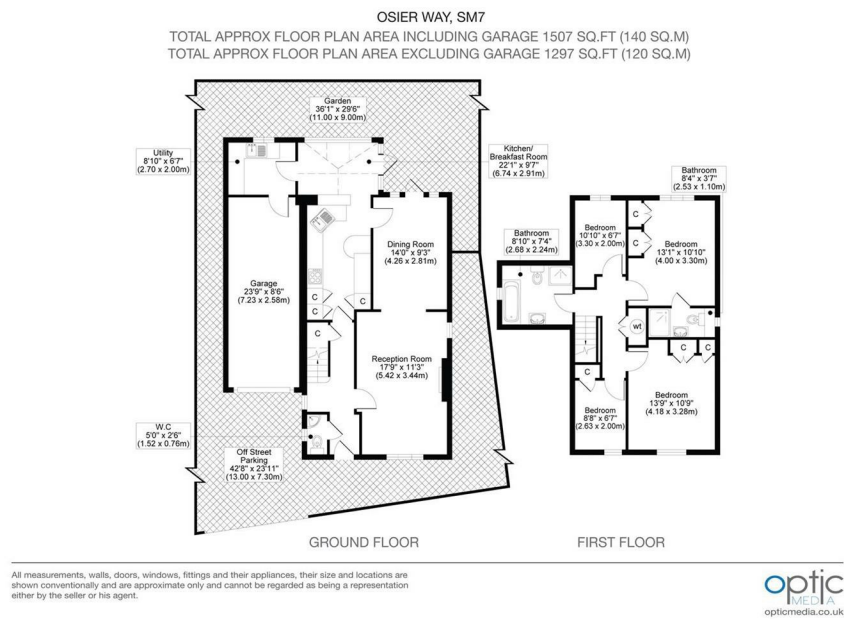 OSIER WAY, SM7
TOTAL APPROX FLOOR PLAN AREA INCLUDING GARAGE 1507 SQ.FT (140 SQ.M)
TOTAL APPROX FLOOR PLAN AREA EXCLUDING GARAGE 1297 SQ.FT (120 SQ.M)
Garden
36'1" x 29'6"
(11.00 x 9.00m)
Utility
8'10" x 6'7"
(2.70 x 2.00m)
Kitchen/
Breakfast Room
22'1" x 9'7"
(6.74 x 2.91m)
Dining Room
14'0" x 9'3"
(4.26 x 2.81m)
Garage
23'9" x 8'6"
(7.23 x 2.58m)
C
C
C
C
Reception Room
17'9" x 11'3"
(5.42 x 3.44m)
W.C
5'0" x 2'6"
(1.52 x 0.76m)
Off Street
Parking
42'8" x 23'11"
(13.00 x 7.30m)
GROUND FLOOR
Bathroom
8'4" x 3'7"
(2.53 x 1.10m)
Bathroom
8'10" x 7'4"
(2.68 x 2.24m)
Bedroom
10'10" x 6'7"
(3.30 x 2.00m)
C
C
Bedroom
13'1" x 10'10"
(4.00 x 3.30m)
wt
C
C
C
Bedroom
13'9" x 10'9"
(4.18 x 3.28m)
Bedroom
8'8" x 6'7"
(2.63 x 2.00m)
FIRST FLOOR
All measurements, walls, doors, windows, fittings and their appliances, their size and locations are
shown conventionally and are approximate only and cannot be regarded as being a representation
either by the seller or his agent.
optic
MEDIA
opticmedia.co.uk